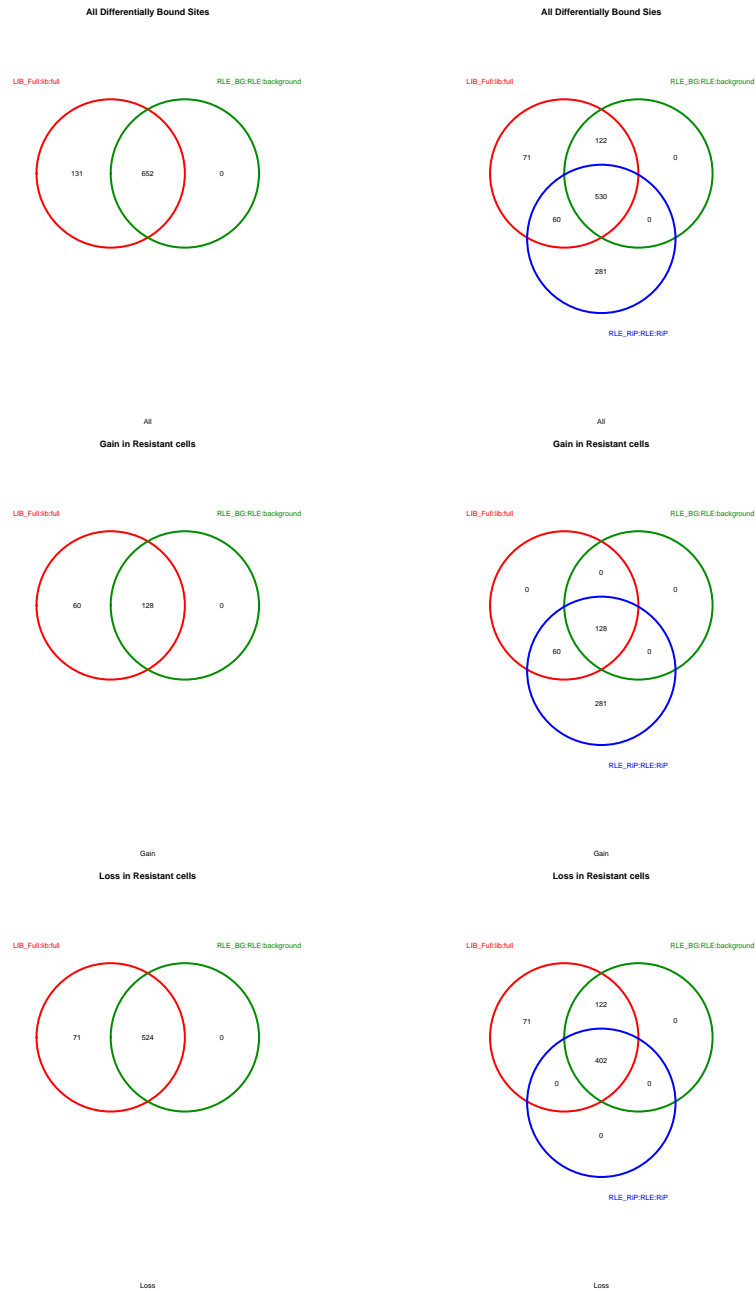 All Differentially Bound Sites
LIB_Full:lib:full RLE_BG:RLE:background
131 652 0
All
All Differentially Bound Sies
LIB_Full:lib:full RLE_BG:RLE:background
122
71 0
530
60 0
281
RLE_RiP:RLE:RiP
All
Gain in Resistant cells
LIB_Full:lib:full RLE_BG:RLE:background
60 128 0
Gain
Gain in Resistant cells
LIB_Full:lib:full RLE_BG:RLE:background
0
0 0
128
60 0
281
RLE_RiP:RLE:RiP
Gain
Loss in Resistant cells
LIB_Full:lib:full RLE_BG:RLE:background
71 524 0
Loss
Loss in Resistant cells
LIB_Full:lib:full RLE_BG:RLE:background
122
71 0
402
0 0
0
RLE_RiP:RLE:RiP
Loss